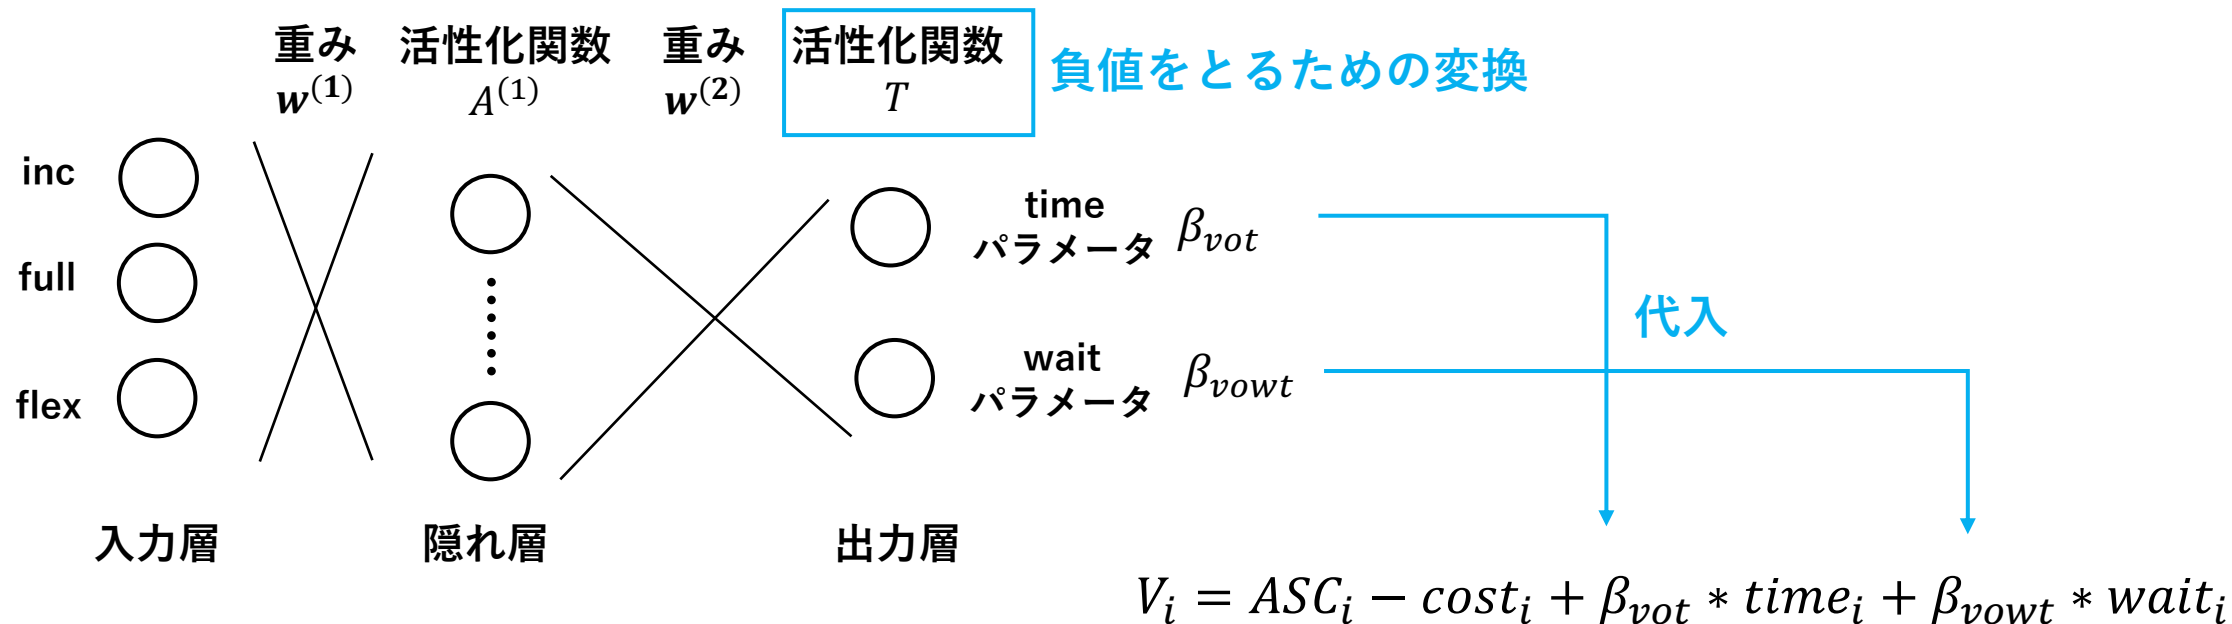 重み
w^(1)
活性化関数
A^(1)
重み
w^(2)
活性化関数
T
負値をとるための変換
inc
full
flex
time
パラメータ β_vot
wait
パラメータ β_vowt
代入
入力層
隠れ層
出力層
V_i = ASC_i − cost_i + β_vot ∗ time_i + β_vowt ∗ wait_i